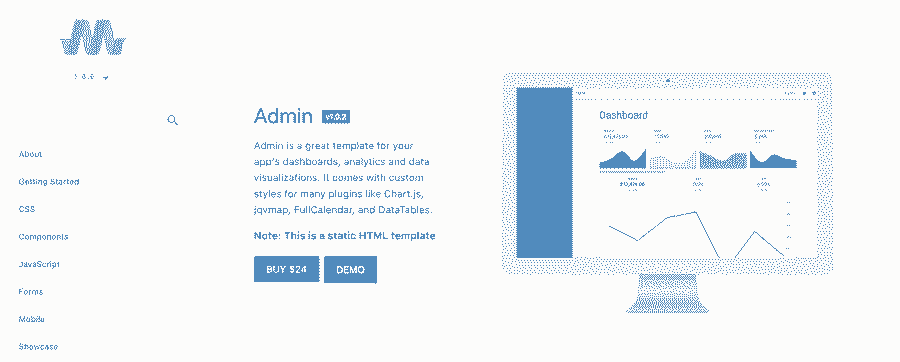 Admin v1.0.2
Admin is a great template for your
app's dashboards, analytics and data
visualizations. It comes with custom
styles for many plugins like Chart.js,
jqvmap, FullCalendar, and DataTables.
Note: This is a static HTML template
BUY $24
DEMO
About
Getting Started
CSS
Components
JavaScript
Forms
Mobile
Showcase
Dashboard